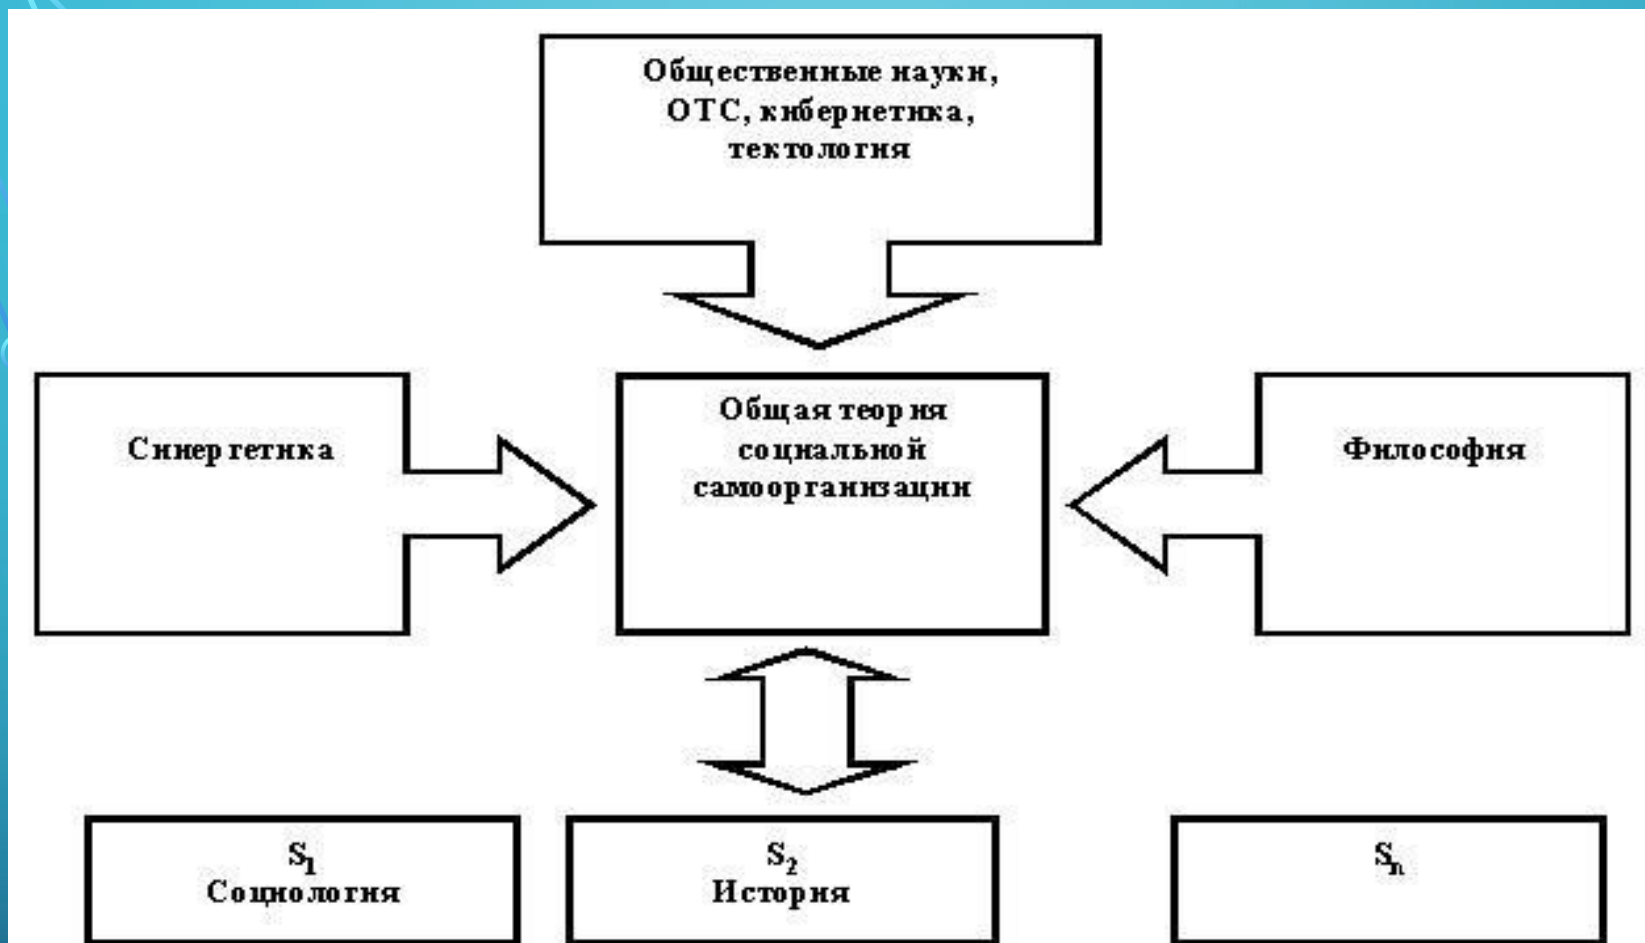 Общественные науки,
ОТС, кибернетика,
тектология
Синергетика
Общая теория
социальной
самоорганизации
Философия
S₁
Социология
S₂
История
Sₙ